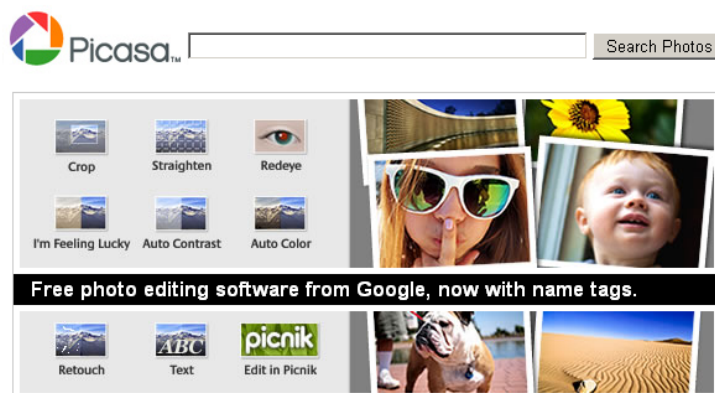 Picasa™
Search Photos
Crop Straighten Redeye
I'm Feeling Lucky Auto Contrast Auto Color
Free photo editing software from Google, now with name tags.
ABC picnik
Retouch Text Edit in Picnik